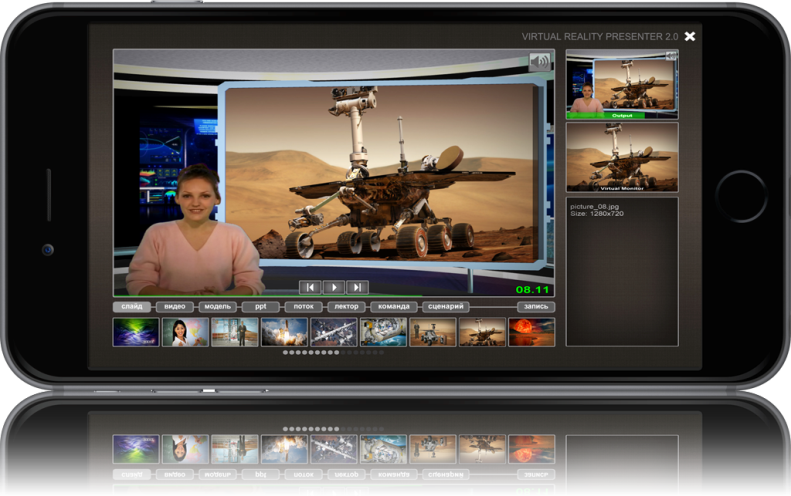 VIRTUAL REALITY PRESENTER 2.0
Output
Virtual Monitor
picture_08.jpg
Size: 1280x720
08.11
слайд видео модель ppt поток лектор команда сценарий запись